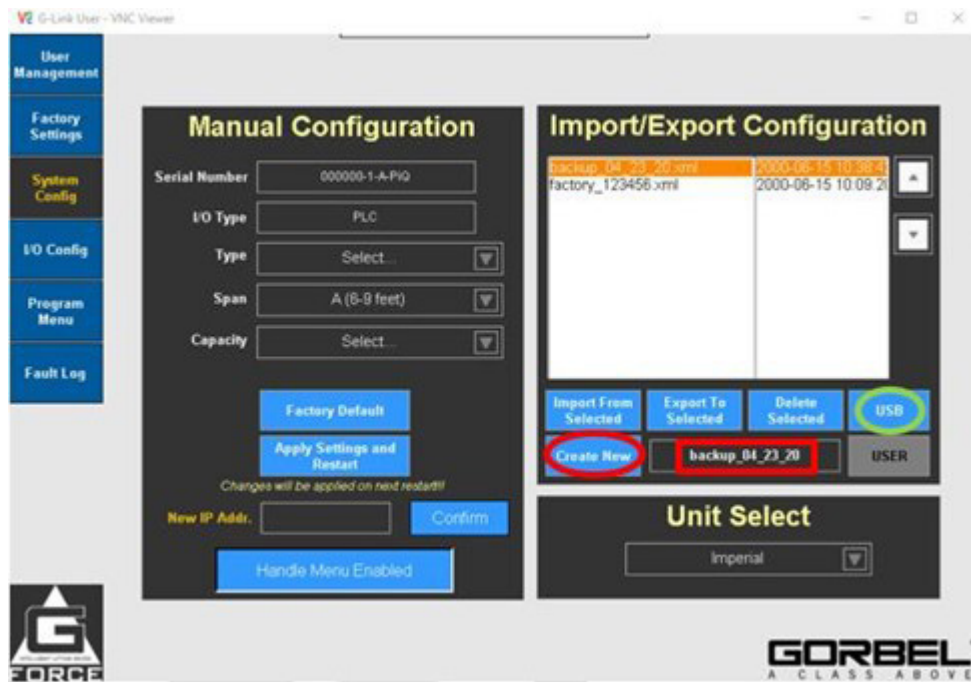 G-Link User - VNC Viewer
User
Management
Factory
Settings
System
Config
I/O Config
Program
Menu
Fault Log
Manual Configuration
Serial Number
000000-1-A-PiQ
I/O Type
PLC
Type
Select...
Span
A (6-9 feet)
Capacity
Select...
Factory Default
Apply Settings and
Restart
Changes will be applied on next restart!!!
New IP Addr.
Confirm
Handle Menu Enabled
Import/Export Configuration
backup_04_23_20.xml 2000-06-15 10:38:4
factory_123456.xml 2000-06-15 10:09:2
Import From
Selected
Export To
Selected
Delete
Selected
USB
Create New
backup_04_23_20
USER
Unit Select
Imperial
G
FORCE
GORBEL
A CLASS ABOVE